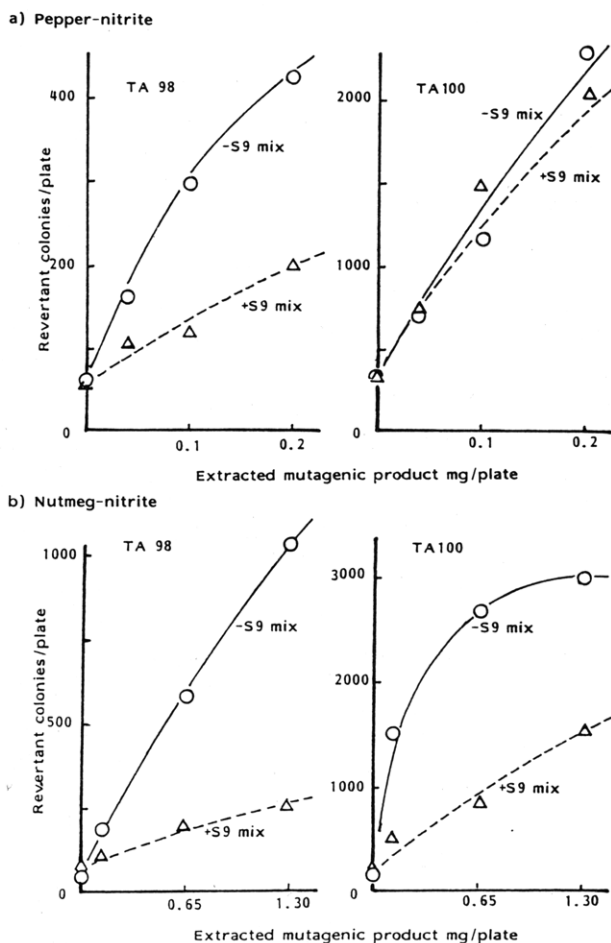 a) Pepper-nitrite
TA 98
TA100
-S9 mix
+S9 mix
-S9 mix
+S9 mix
Revertant colonies/plate
400
200
0
2000
1000
0
0.1
0.2
0.1
0.2
Extracted mutagenic product mg/plate
b) Nutmeg-nitrite
TA 98
TA100
-S9 mix
+S9 mix
-S9 mix
+S9 mix
Revertant colonies/plate
1000
500
0
3000
2000
1000
0
0.65
1.30
0.65
1.30
Extracted mutagenic product mg/plate